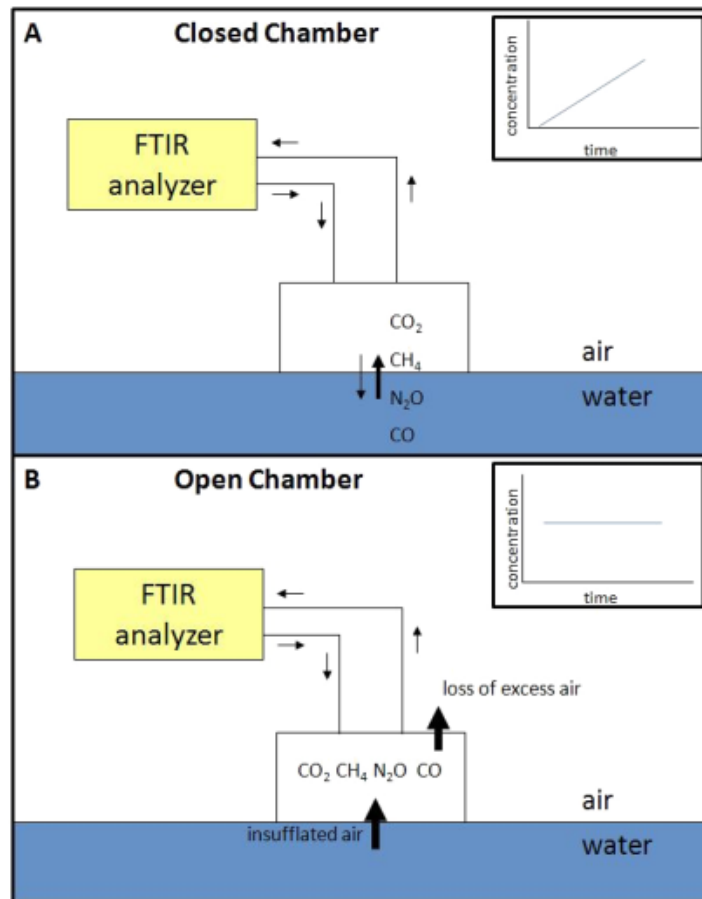 A
Closed Chamber
concentration
time
FTIR
analyzer
CO₂
CH₄
air
N₂O
water
CO
B
Open Chamber
concentration
time
FTIR
analyzer
loss of excess air
CO₂ CH₄ N₂O CO
air
insufflated air
water